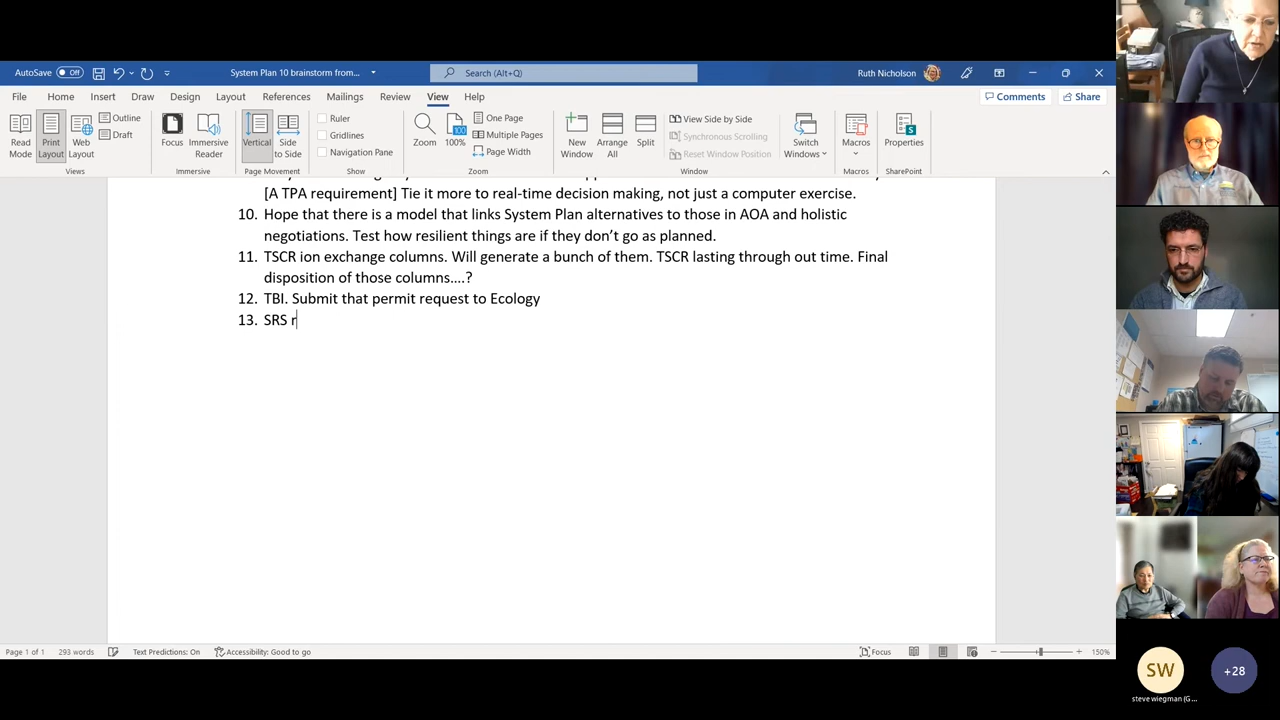 AutoSave Off
System Plan 10 brainstorm from...
Search (Alt+Q)
Ruth Nicholson
File Home Insert Draw Design Layout References Mailings Review View Help
Comments Share
Read Mode
Print Layout
Web Layout
Outline
Draft
Views
Focus
Immersive Reader
Immersive
Vertical
Side to Side
Page Movement
Ruler
Gridlines
Navigation Pane
Show
Zoom
100%
One Page
Multiple Pages
Page Width
Zoom
New Window
Arrange All
Split
View Side by Side
Synchronous Scrolling
Reset Window Position
Switch Windows
Window
Macros
Macros
Properties
SharePoint
[A TPA requirement] Tie it more to real-time decision making, not just a computer exercise.
10. Hope that there is a model that links System Plan alternatives to those in AOA and holistic
negotiations. Test how resilient things are if they don’t go as planned.
11. TSCR ion exchange columns. Will generate a bunch of them. TSCR lasting through out time. Final
disposition of those columns....?
12. TBI. Submit that permit request to Ecology
13. SRS r
Page 1 of 1 293 words Text Predictions: On Accessibility: Good to go Focus 150%
SW
steve wiegman (G...
+28